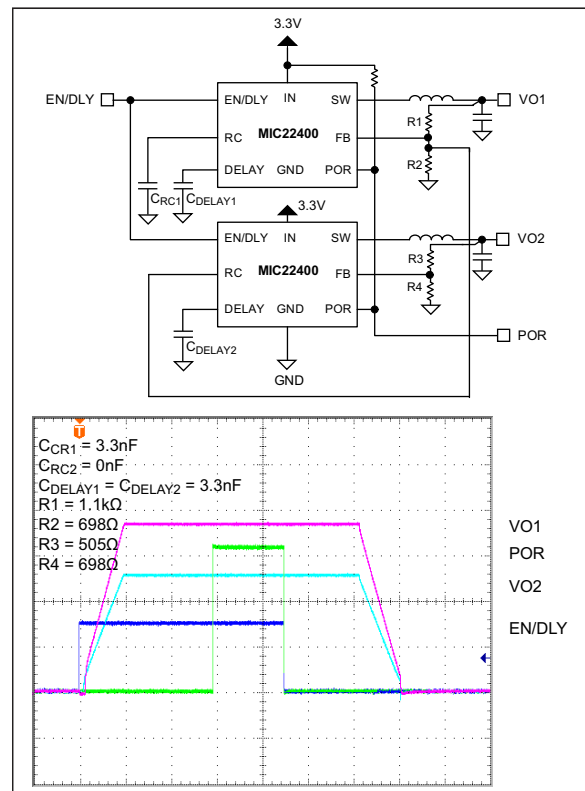 3.3V
EN/DLY
EN/DLY IN SW
VO1
R1
RC MIC22400 FB
R2
DELAY GND POR
CRC1
CDELAY1
3.3V
EN/DLY IN SW
VO2
R3
RC MIC22400 FB
R4
DELAY GND POR
POR
CDELAY2
GND
T
CCR1 = 3.3nF
CRC2 = 0nF
CDELAY1 = CDELAY2 = 3.3nF
R1 = 1.1kΩ
R2 = 698Ω
R3 = 505Ω
R4 = 698Ω
VO1
POR
VO2
EN/DLY